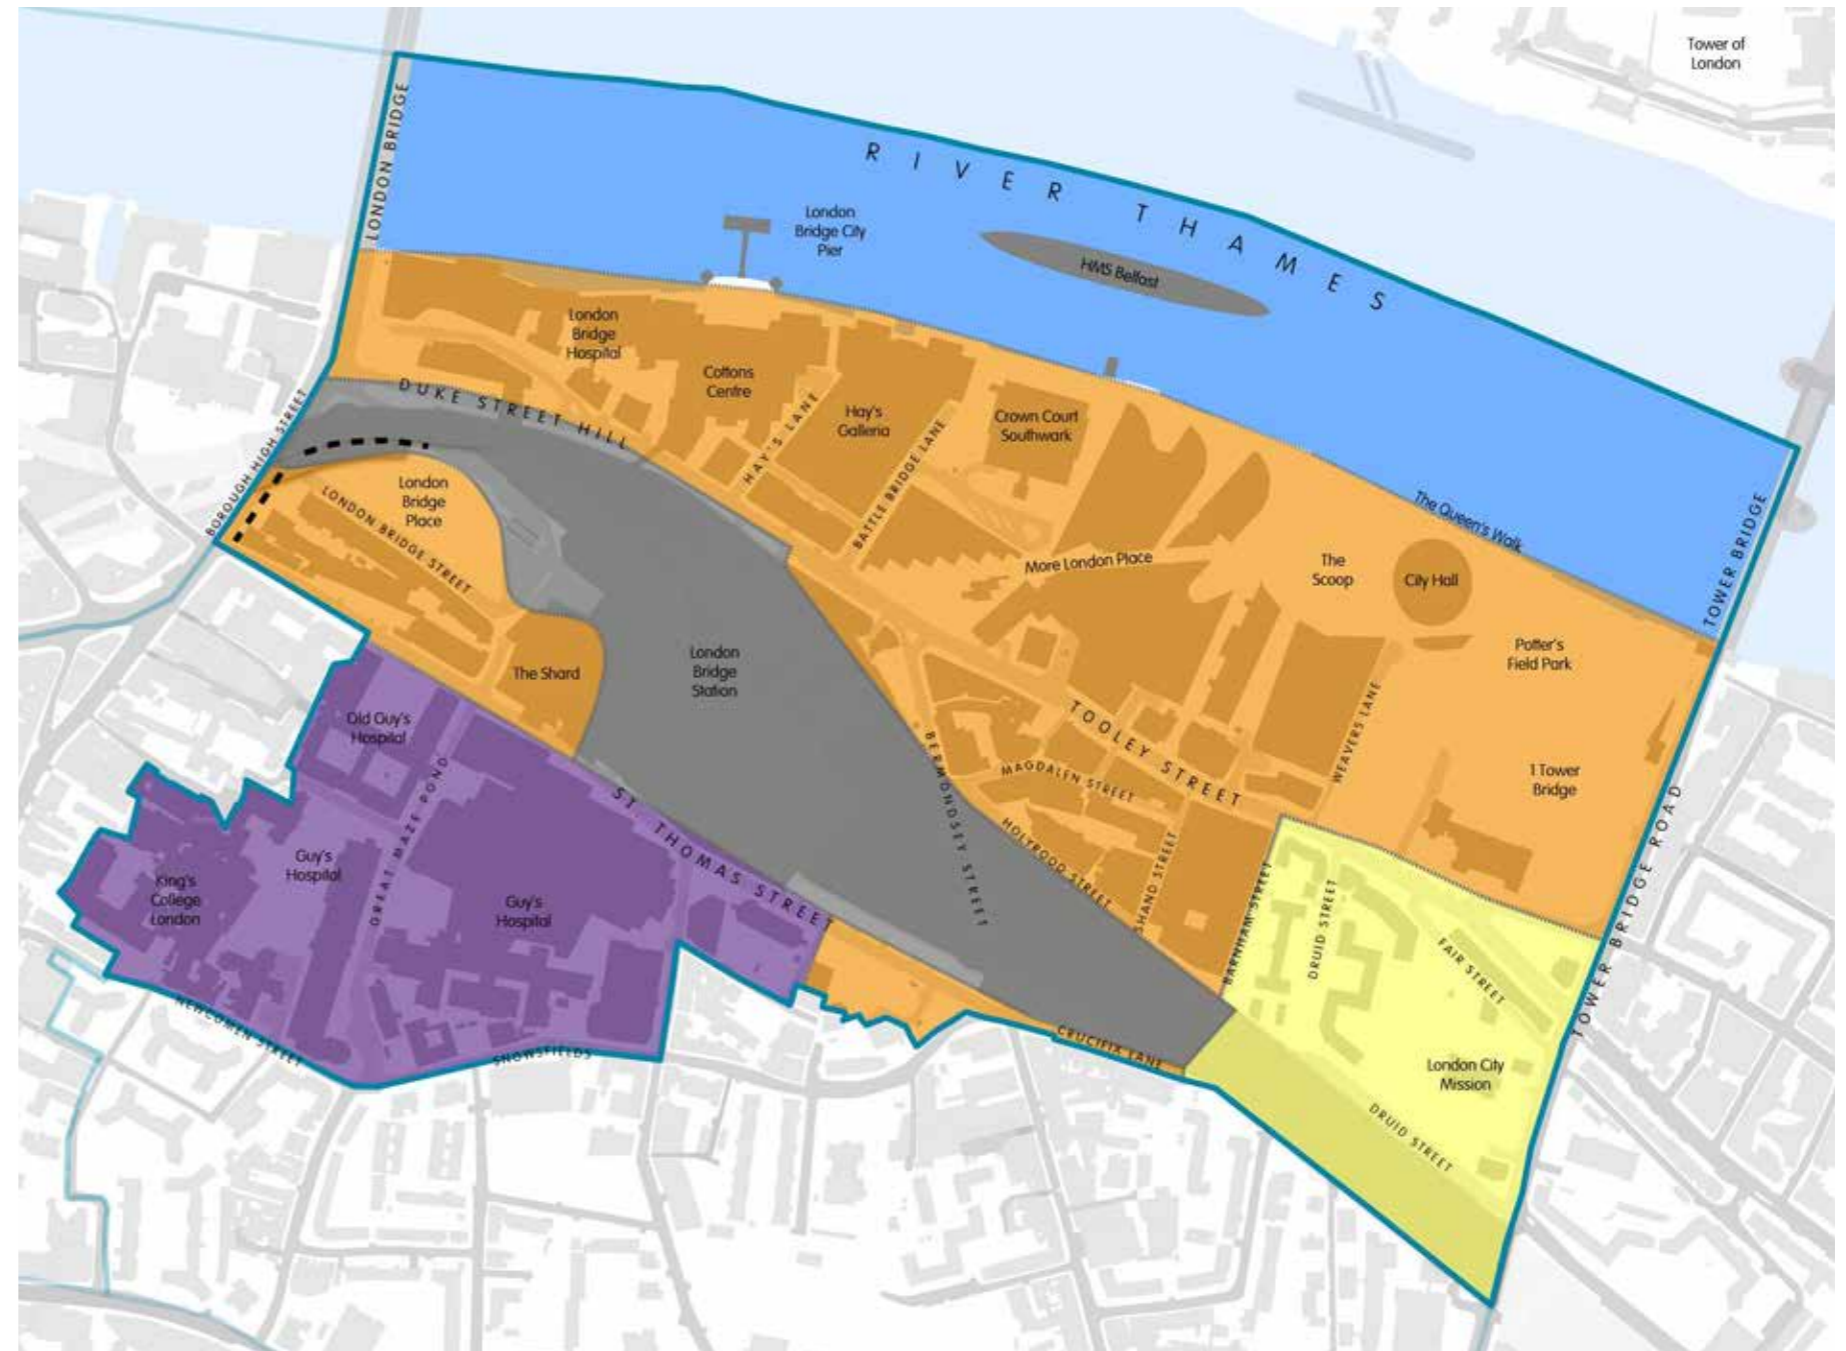 Tower of
London
LONDON BRIDGE
RIVER THAMES
London
Bridge City
Pier
HMS Belfast
London
Bridge
Hospital
Cottons
Centre
Hay's
Galleria
Crown Court
Southwark
DUKE STREET HILL
HAY'S LANE
BATTLE BRIDGE LANE
BOROUGH HIGH STREET
London
Bridge
Place
LONDON BRIDGE STREET
The Queen's Walk
TOWER BRIDGE
More London Place
The
Scoop
City Hall
Potter's
Field Park
The Shard
London
Bridge
Station
Old Guy's
Hospital
TOOLEY STREET
WEAVERS LANE
1 Tower
Bridge
BERMONDSEY STREET
MAGDALEN STREET
GREAT MAZE POND
ST. THOMAS STREET
HOLYROOD STREET
SHAND STREET
BARNHAM STREET
DRUID STREET
FAIR STREET
TOWER BRIDGE ROAD
King's
College
London
Guy's
Hospital
Guy's
Hospital
NEWCOMEN STREET
SNOWSFIELDS
CRUCIFIX LANE
London City
Mission
DRUID STREET